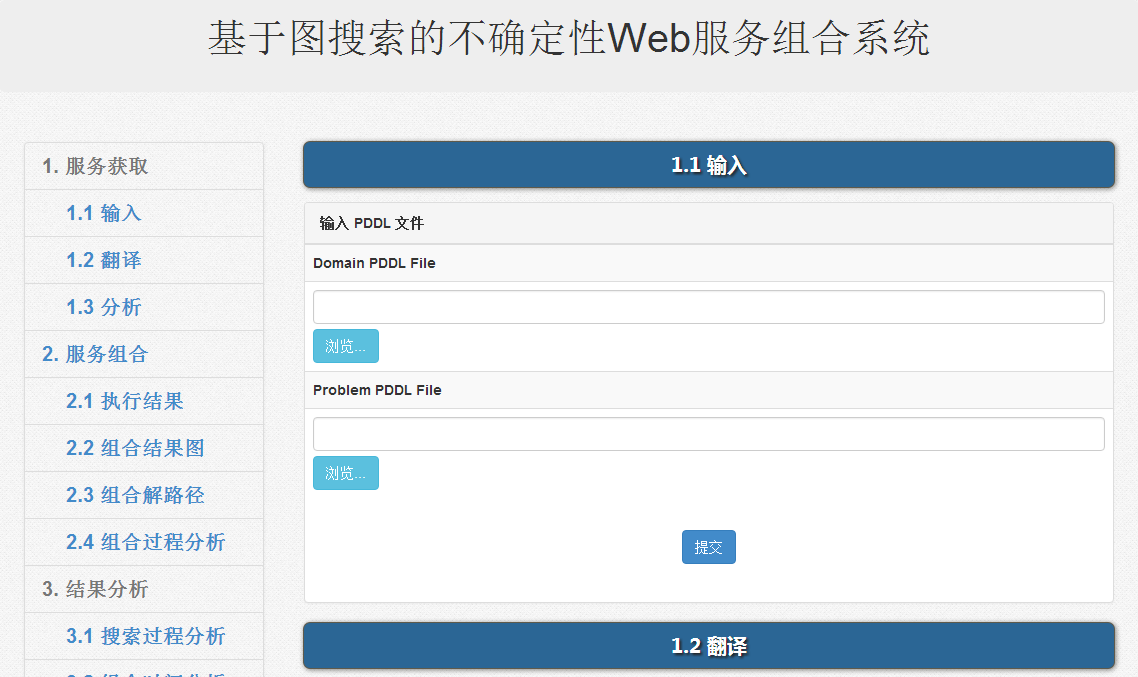 基于图搜索的不确定性Web服务组合系统
1. 服务获取
1.1 输入
1.2 翻译
1.3 分析
2. 服务组合
2.1 执行结果
2.2 组合结果图
2.3 组合解路径
2.4 组合过程分析
3. 结果分析
3.1 搜索过程分析
1.1 输入
输入 PDDL 文件
Domain PDDL File
浏览...
Problem PDDL File
浏览...
提交
1.2 翻译